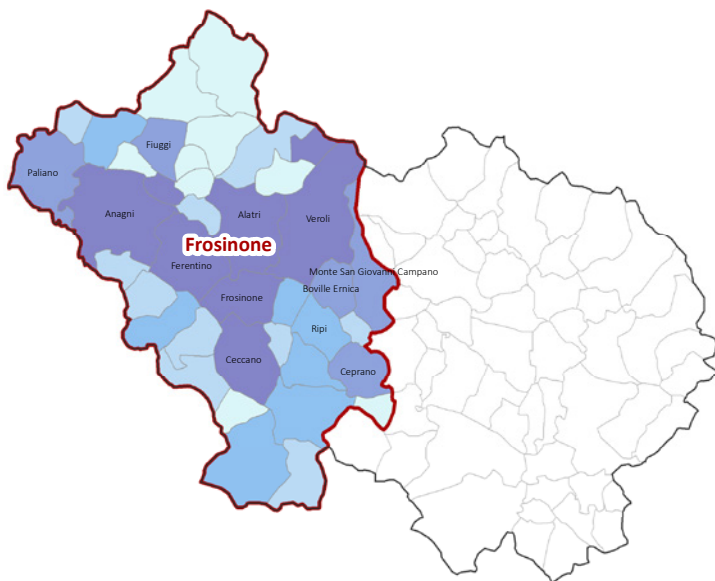 Fiuggi
Paliano
Anagni
Alatri
Veroli
Frosinone
Ferentino
Monte San Giovanni Campano
Boville Ernica
Frosinone
Ripi
Ceccano
Ceprano